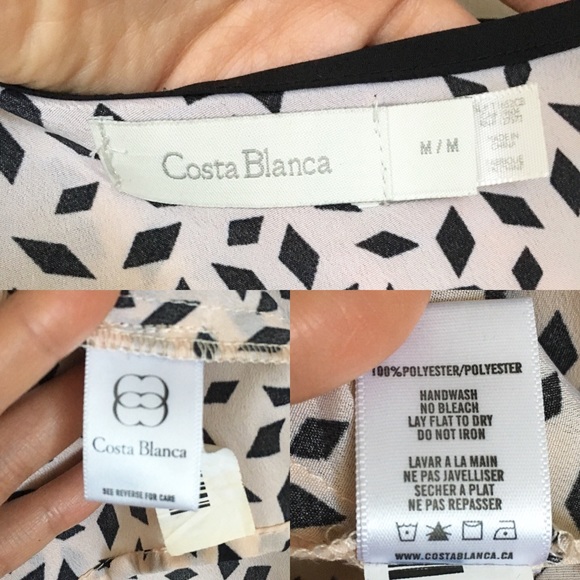 Costa Blanca
M/M
MADE IN
Costa Blanca
SEE REVERSE FOR CARE
100%POLYESTER/POLYESTER
HANDWASH
NO BLEACH
LAY FLAT TO DRY
DO NOT IRON
LAVAR A LA MAIN
NE PAS JAVELLISER
SECHER A PLAT
NE PAS REPASSER
WWW.COSTABLANCA.CA